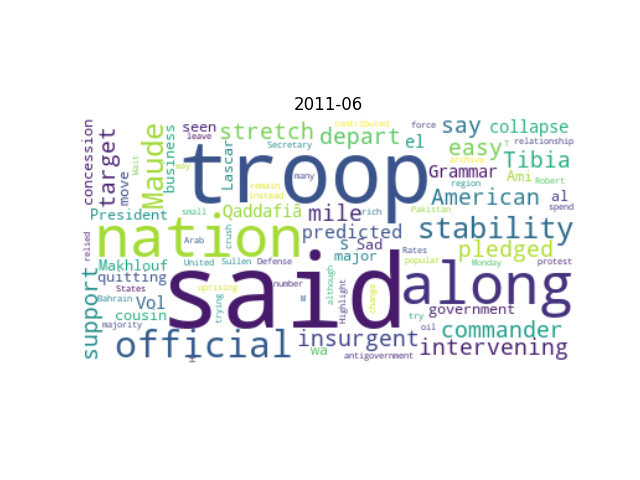 2011-06
concession
target
move
Wait
Maude
business
seen
leave
stretch
Lascar
Secretary
contributed
depart
force
el
say
collapse
relationship
easy
T
Tibia
archive
Grammar
Ami
Robert
region
American
al
spend
troop
many
remain
instead
President
small
Qaddafiâ
mile
rich
Pakistan
nation
Arab
crush
predicted
stability
relied
S
Sad
major
Rates
popular
pledged
Makhlouf
United
Sullen
Defense
Monday
protest
quitting
States
uprising
number
said
along
support
Bahrain
Vol
trying
M
although
Highlight
change
government
cousin
try
oil
commander
majority
official
insurgent
wa
antigovernment
intervening